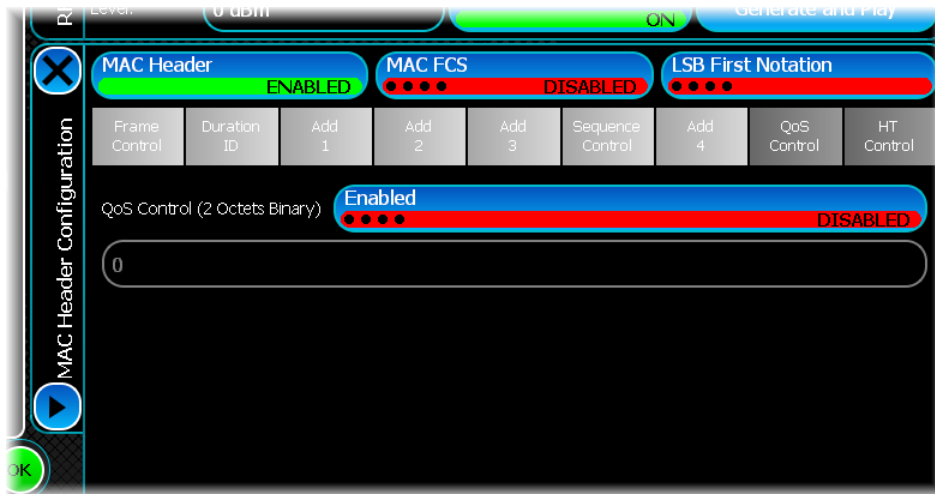 Level:
0 dBm
ON
Generate and Play
MAC Header
ENABLED
MAC FCS
DISABLED
LSB First Notation
Frame
Control
Duration
ID
Add
1
Add
2
Add
3
Sequence
Control
Add
4
QoS
Control
HT
Control
MAC Header Configuration
QoS Control (2 Octets Binary)
Enabled
DISABLED
0
OK